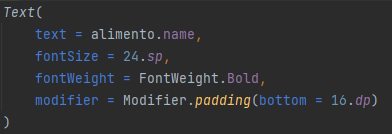 Text(
    text = alimento.name,
    fontSize = 24.sp,
    fontWeight = FontWeight.Bold,
    modifier = Modifier.padding(bottom = 16.dp)
)